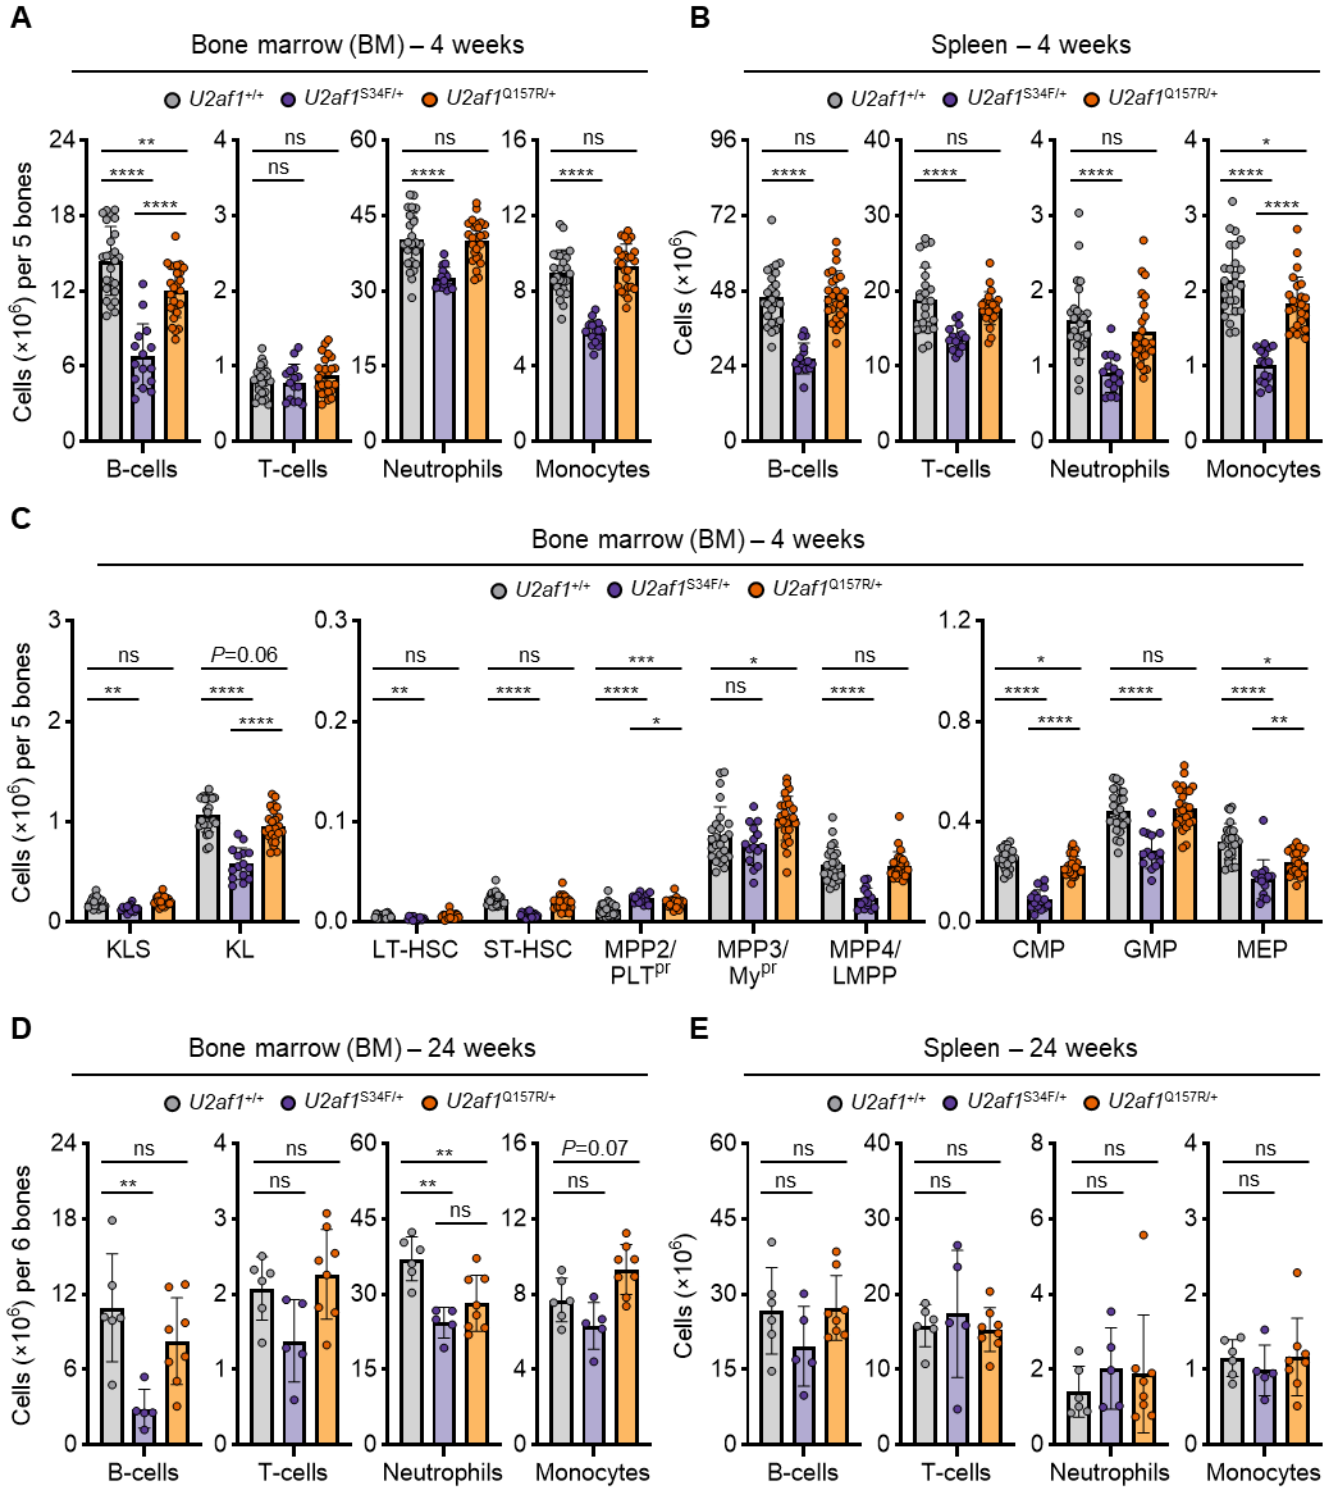 A
Bone marrow (BM) – 4 weeks
U2af1+/+ U2af1S34F/+ U2af1Q157R/+
Cells (×10⁶) per 5 bones
24 18 12 6 0
** **** ****
B-cells
4 3 2 1 0
ns ns
T-cells
60 45 30 15 0
ns ****
Neutrophils
16 12 8 4 0
ns ****
Monocytes
B
Spleen – 4 weeks
U2af1+/+ U2af1S34F/+ U2af1Q157R/+
Cells (×10⁶)
96 72 48 24 0
ns ****
B-cells
40 30 20 10 0
ns ****
T-cells
4 3 2 1 0
ns ****
Neutrophils
4 3 2 1 0
* **** ****
Monocytes
C
Bone marrow (BM) – 4 weeks
U2af1+/+ U2af1S34F/+ U2af1Q157R/+
Cells (×10⁶) per 5 bones
3 2 1 0
ns P=0.06
** ****
****
KLS KL
0.3 0.2 0.1 0.0
ns ns *** * ns
** **** **** ns ****
*
LT-HSC ST-HSC MPP2/ MPP3/ MPP4/
PLTpr Mypr LMPP
1.2 0.8 0.4 0.0
* ns *
**** **** ****
**** **
CMP GMP MEP
D
Bone marrow (BM) – 24 weeks
U2af1+/+ U2af1S34F/+ U2af1Q157R/+
Cells (×10⁶) per 6 bones
24 18 12 6 0
ns **
B-cells
4 3 2 1 0
ns ns
T-cells
60 45 30 15 0
** ** ns
Neutrophils
16 12 8 4 0
P=0.07 ns
Monocytes
E
Spleen – 24 weeks
U2af1+/+ U2af1S34F/+ U2af1Q157R/+
Cells (×10⁶)
60 45 30 15 0
ns ns
B-cells
40 30 20 10 0
ns ns
T-cells
8 6 4 2 0
ns ns
Neutrophils
4 3 2 1 0
ns ns
Monocytes